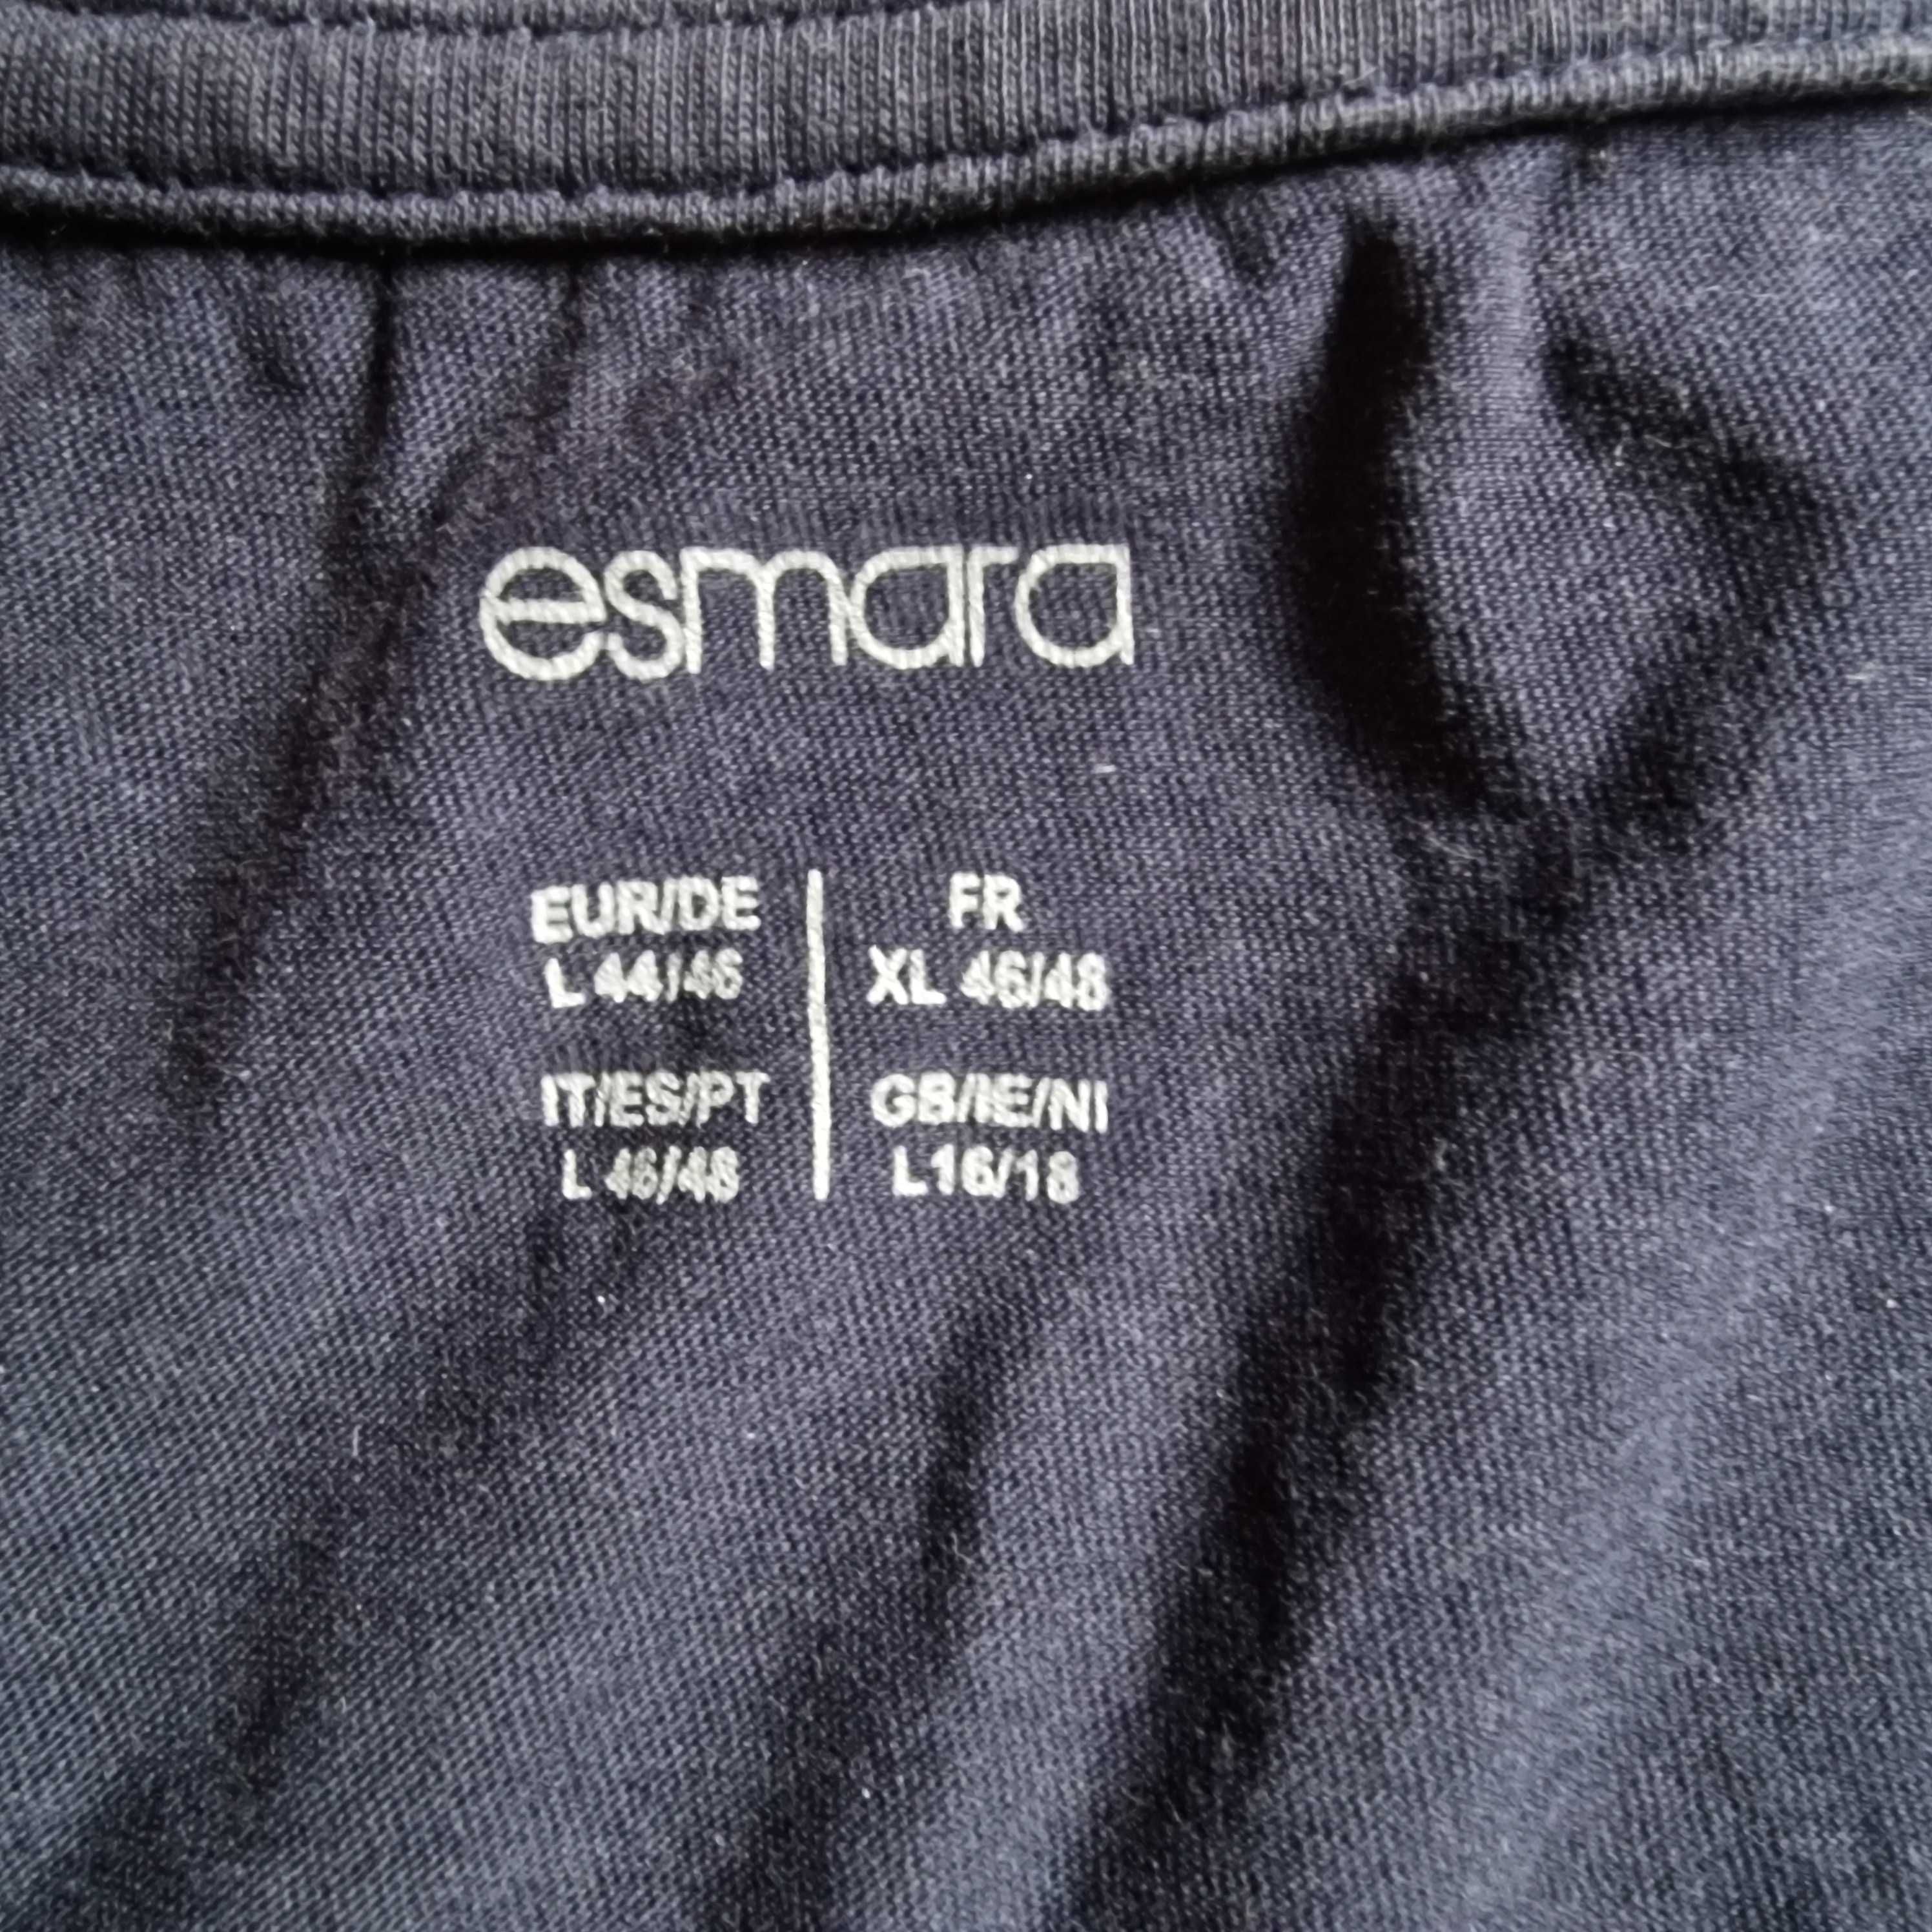 esmara
EUR/DE
L 44/46
FR
XL 46/48
IT/ES/PT
L 46/48
GB/IE/NI
L16/18